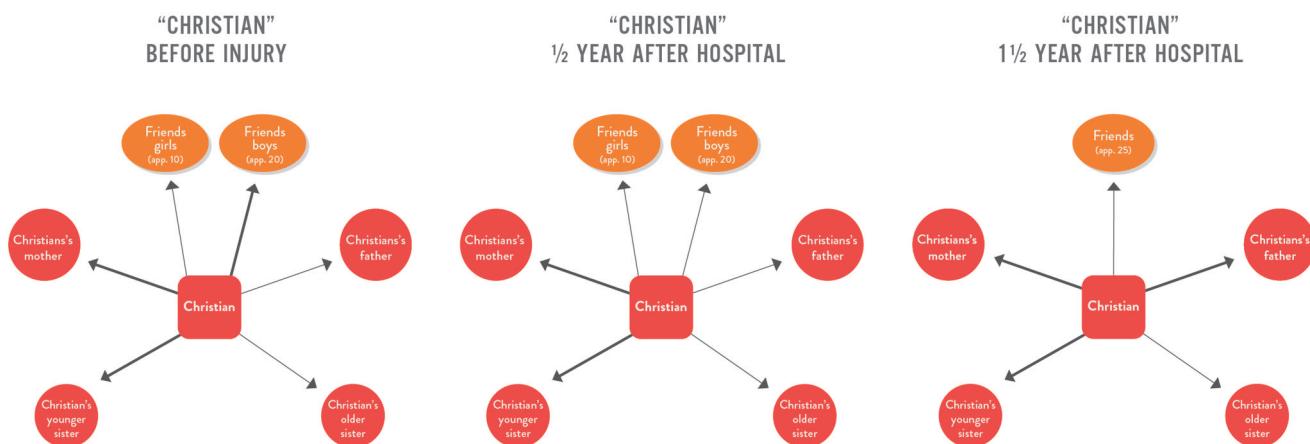 “CHRISTIAN”
BEFORE INJURY
Friends
girls
(app. 10)
Friends
boys
(app. 20)
Christians's
mother
Christians's
father
Christian
Christian's
younger
sister
Christian's
older
sister
“CHRISTIAN”
½ YEAR AFTER HOSPITAL
Friends
girls
(app. 10)
Friends
boys
(app. 20)
Christians's
mother
Christians's
father
Christian
Christian's
younger
sister
Christian's
older
sister
“CHRISTIAN”
1½ YEAR AFTER HOSPITAL
Friends
(app. 25)
Christians's
mother
Christians's
father
Christian
Christian's
younger
sister
Christian's
older
sister